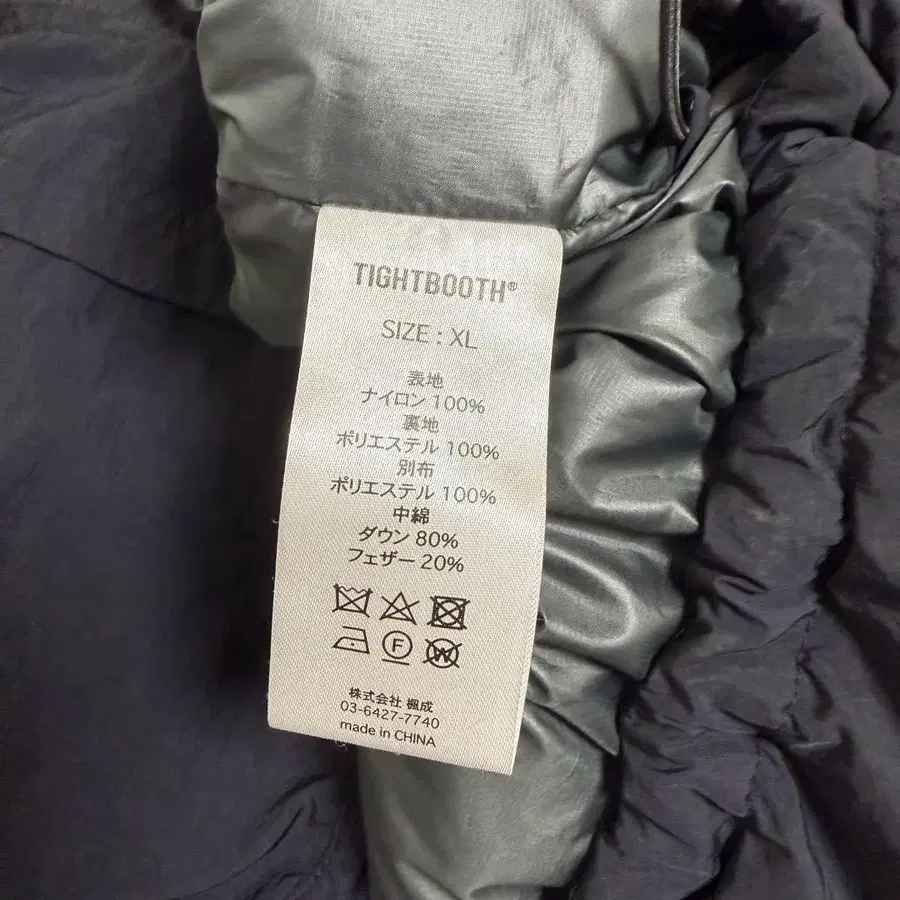 TIGHTBOOTH®
SIZE : XL
表地
ナイロン 100%
裏地
ポリエステル 100%
別布
ポリエステル 100%
中綿
ダウン 80%
フェザー 20%
F
W
株式会社 楓成
03-6427-7740
made in CHINA